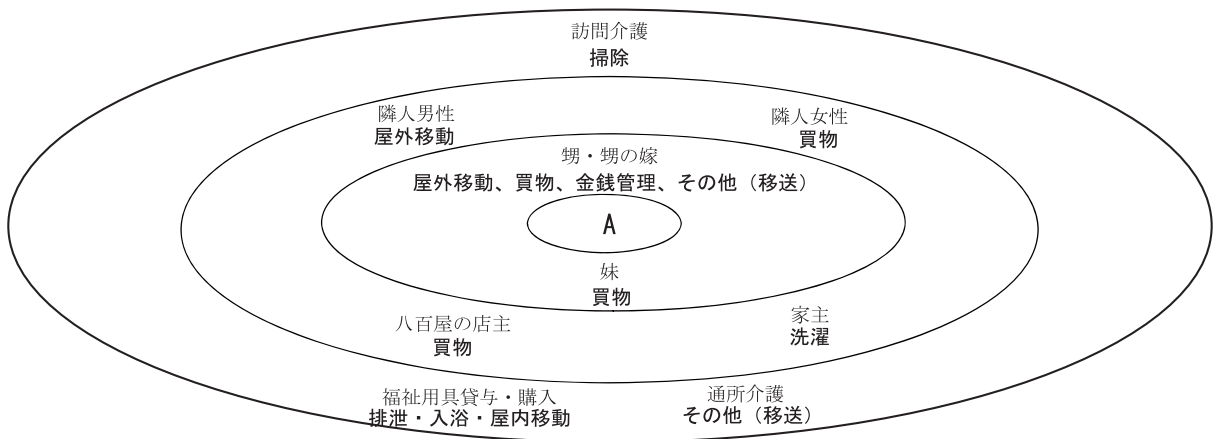 訪問介護
掃除
隣人男性
屋外移動
隣人女性
買物
甥・甥の嫁
屋外移動、買物、金銭管理、その他（移送）
A
妹
買物
八百屋の店主
買物
家主
洗濯
福祉用具貸与・購入
排泄・入浴・屋内移動
通所介護
その他（移送）